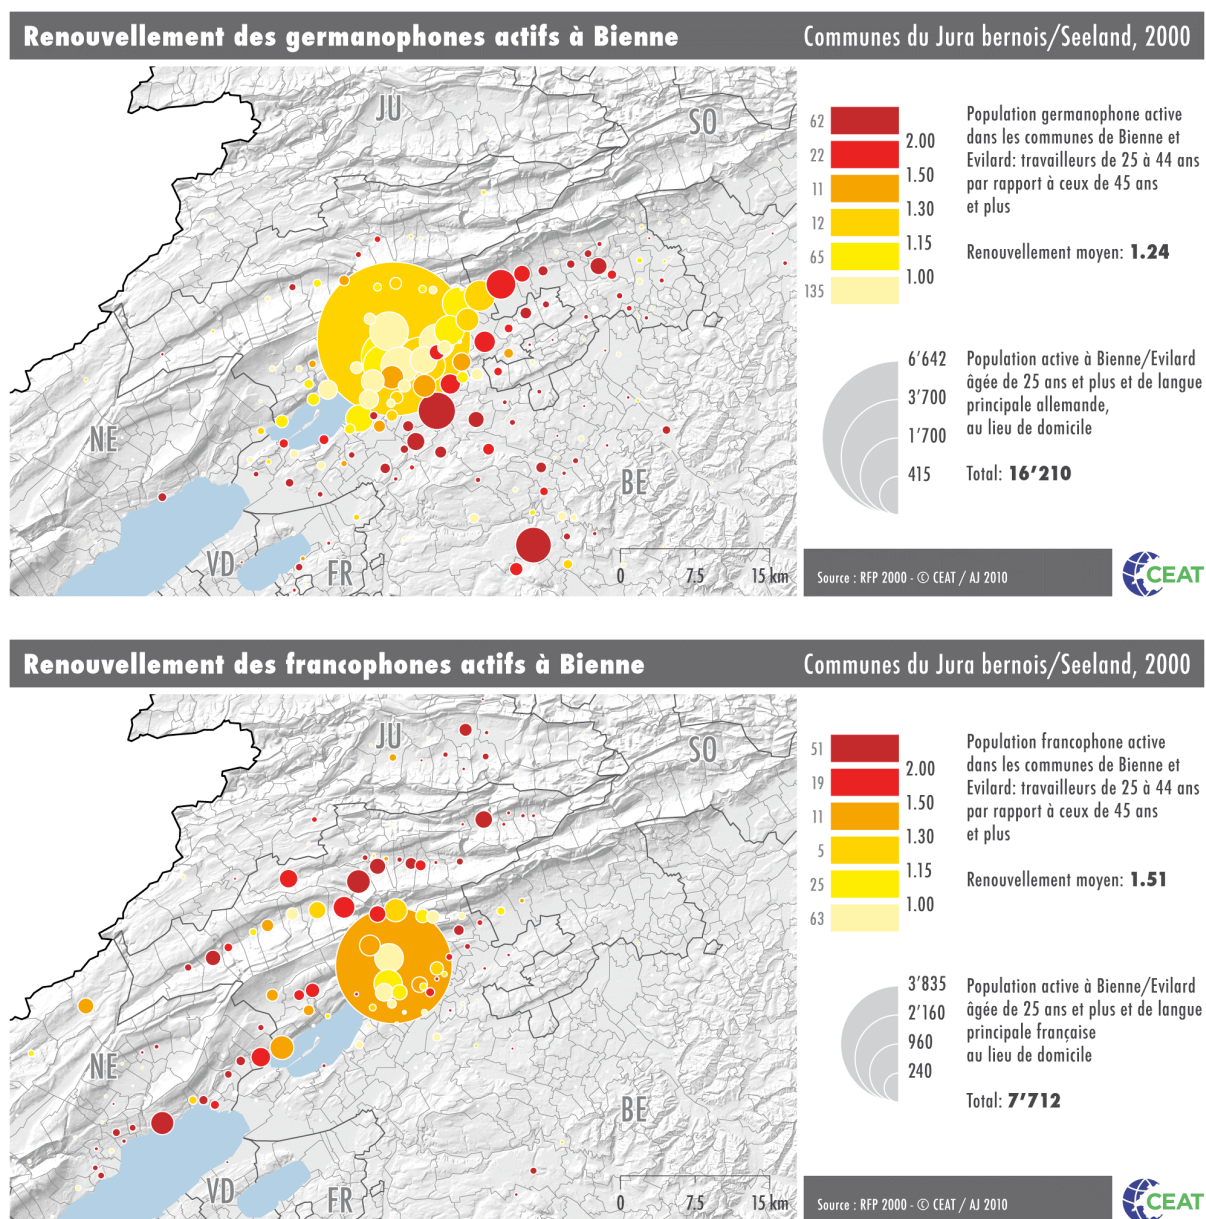 Renouvellement des germanophones actifs à Bienne
Communes du Jura bernois/Seeland, 2000
JU
SO
NE
BE
VD
FR
0 7.5 15 km
62
22
11
12
65
135
2.00
1.50
1.30
1.15
1.00
Population germanophone active
dans les communes de Bienne et
Evilard: travailleurs de 25 à 44 ans
par rapport à ceux de 45 ans
et plus
Renouvellement moyen: 1.24
6’642
3’700
1’700
415
Population active à Bienne/Evilard
âgée de 25 ans et plus et de langue
principale allemande,
au lieu de domicile
Total: 16’210
Source : RFP 2000 - © CEAT / AJ 2010
CEAT
Renouvellement des francophones actifs à Bienne
Communes du Jura bernois/Seeland, 2000
JU
SO
NE
BE
VD
FR
0 7.5 15 km
51
19
11
5
25
63
2.00
1.50
1.30
1.15
1.00
Population francophone active
dans les communes de Bienne et
Evilard: travailleurs de 25 à 44 ans
par rapport à ceux de 45 ans
et plus
Renouvellement moyen: 1.51
3’835
2’160
960
240
Population active à Bienne/Evilard
âgée de 25 ans et plus et de langue
principale française
au lieu de domicile
Total: 7’712
Source : RFP 2000 - © CEAT / AJ 2010
CEAT